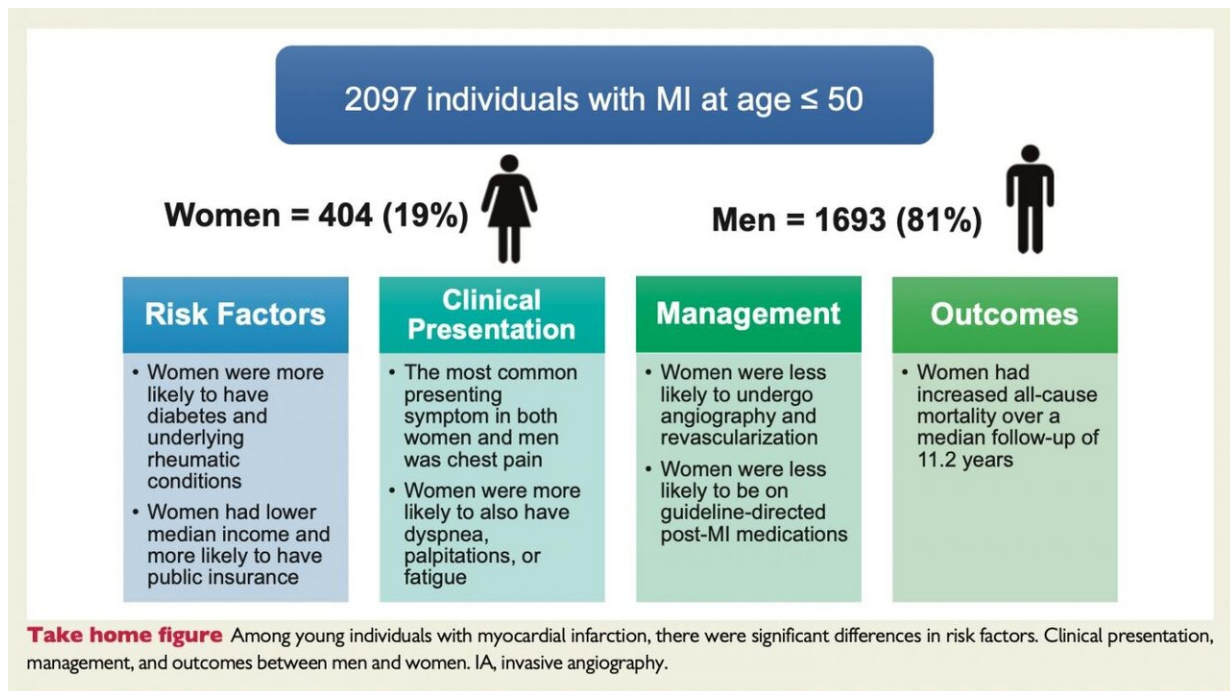 2097 individuals with MI at age ≤ 50
Women = 404 (19%)
Men = 1693 (81%)
Risk Factors
• Women were more
likely to have
diabetes and
underlying
rheumatic
conditions
• Women had lower
median income and
more likely to have
public insurance
Clinical
Presentation
• The most common
presenting
symptom in both
women and men
was chest pain
• Women were more
likely to also have
dyspnea,
palpitations, or
fatigue
Management
• Women were less
likely to undergo
angiography and
revascularization
• Women were less
likely to be on
guideline-directed
post-MI medications
Outcomes
• Women had
increased all-cause
mortality over a
median follow-up of
11.2 years
Take home figure Among young individuals with myocardial infarction, there were significant differences in risk factors. Clinical presentation,
management, and outcomes between men and women. IA, invasive angiography.